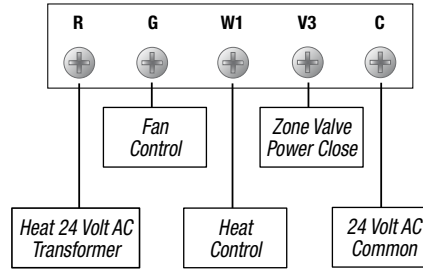 R G W1 V3 C
Fan
Control
Zone Valve
Power Close
Heat 24 Volt AC
Transformer
Heat
Control
24 Volt AC
Common